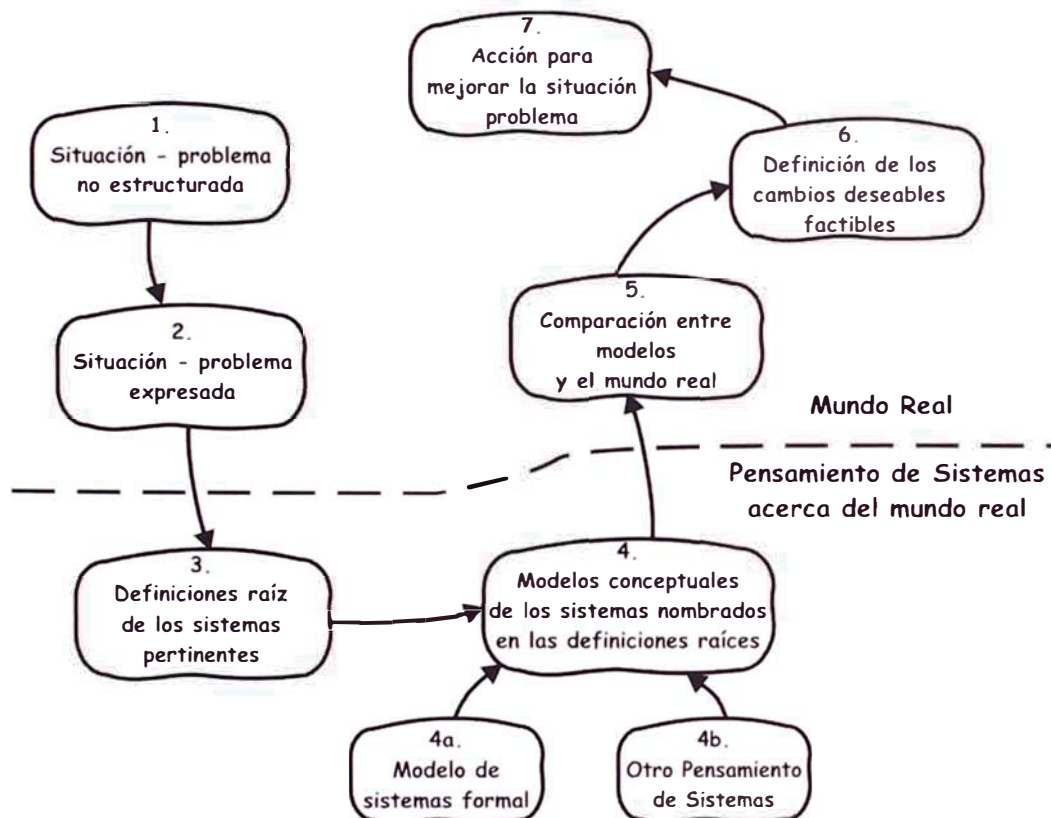 1.
Situación - problema
no estructurada
2.
Situación - problema
expresada
3.
Definiciones raíz
de los sistemas
pertinentes
4.
Modelos conceptuales
de los sistemas nombrados
en las definiciones raíces
4a.
Modelo de
sistemas formal
4b.
Otro Pensamiento
de Sistemas
5.
Comparación entre
modelos
y el mundo real
6.
Definición de los
cambios deseables
factibles
7.
Acción para
mejorar la situación
problema
Mundo Real
Pensamiento de Sistemas
acerca del mundo real